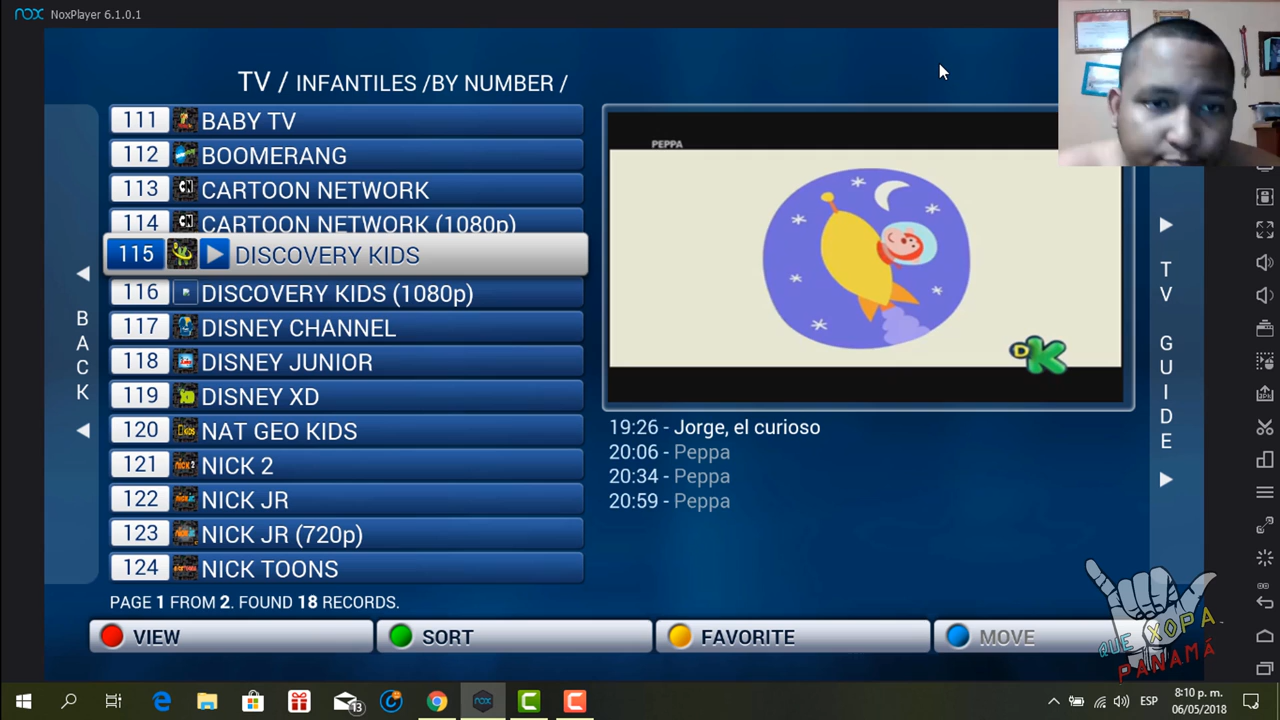 nox NoxPlayer 6.1.0.1
TV / INFANTILES /BY NUMBER /
111 BABY TV
112 BOOMERANG
113 CARTOON NETWORK
114 CARTOON NETWORK (1080p)
115 DISCOVERY KIDS
116 DISCOVERY KIDS (1080p)
117 DISNEY CHANNEL
118 DISNEY JUNIOR
119 DISNEY XD
120 NAT GEO KIDS
121 NICK 2
122 NICK JR
123 NICK JR (720p)
124 NICK TOONS
BACK
PEPPA
DK
19:26 - Jorge, el curioso
20:06 - Peppa
20:34 - Peppa
20:59 - Peppa
TV GUIDE
PAGE 1 FROM 2. FOUND 18 RECORDS.
VIEW
SORT
FAVORITE
MOVE
QUE XOPA
PANAMÁ
13
nox
ESP
8:10 p. m.
06/05/2018